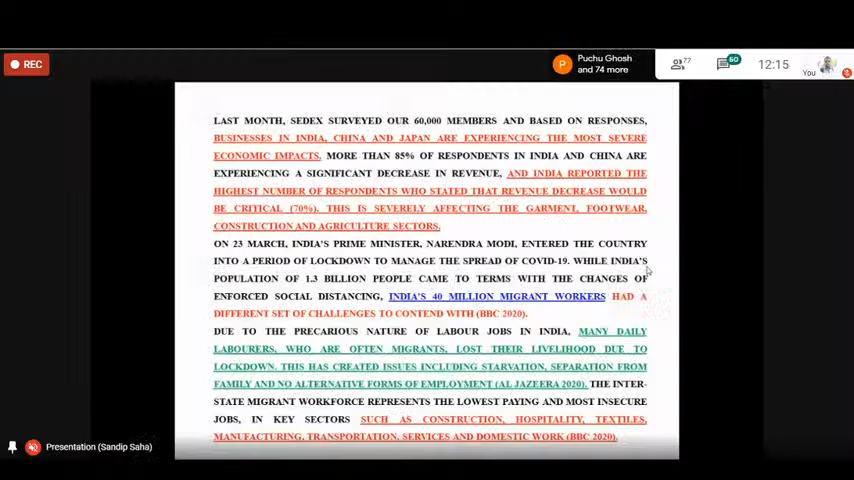 REC
P
Puchu Ghosh
and 74 more
77
60
12:15
You
LAST MONTH, SEDEX SURVEYED OUR 60,000 MEMBERS AND BASED ON RESPONSES,
BUSINESSES IN INDIA, CHINA AND JAPAN ARE EXPERIENCING THE MOST SEVERE
ECONOMIC IMPACTS. MORE THAN 85% OF RESPONDENTS IN INDIA AND CHINA ARE
EXPERIENCING A SIGNIFICANT DECREASE IN REVENUE, AND INDIA REPORTED THE
HIGHEST NUMBER OF RESPONDENTS WHO STATED THAT REVENUE DECREASE WOULD
BE CRITICAL (70%). THIS IS SEVERELY AFFECTING THE GARMENT, FOOTWEAR,
CONSTRUCTION AND AGRICULTURE SECTORS.
ON 23 MARCH, INDIA'S PRIME MINISTER, NARENDRA MODI, ENTERED THE COUNTRY
INTO A PERIOD OF LOCKDOWN TO MANAGE THE SPREAD OF COVID-19. WHILE INDIA'S
POPULATION OF 1.3 BILLION PEOPLE CAME TO TERMS WITH THE CHANGES OF
ENFORCED SOCIAL DISTANCING, INDIA'S 40 MILLION MIGRANT WORKERS HAD A
DIFFERENT SET OF CHALLENGES TO CONTEND WITH (BBC 2020).
DUE TO THE PRECARIOUS NATURE OF LABOUR JOBS IN INDIA, MANY DAILY
LABOURERS, WHO ARE OFTEN MIGRANTS, LOST THEIR LIVELIHOOD DUE TO
LOCKDOWN. THIS HAS CREATED ISSUES INCLUDING STARVATION, SEPARATION FROM
FAMILY AND NO ALTERNATIVE FORMS OF EMPLOYMENT (AL JAZEERA 2020). THE INTER-
STATE MIGRANT WORKFORCE REPRESENTS THE LOWEST PAYING AND MOST INSECURE
JOBS, IN KEY SECTORS SUCH AS CONSTRUCTION, HOSPITALITY, TEXTILES,
MANUFACTURING, TRANSPORTATION, SERVICES AND DOMESTIC WORK (BBC 2020).
Presentation (Sandip Saha)